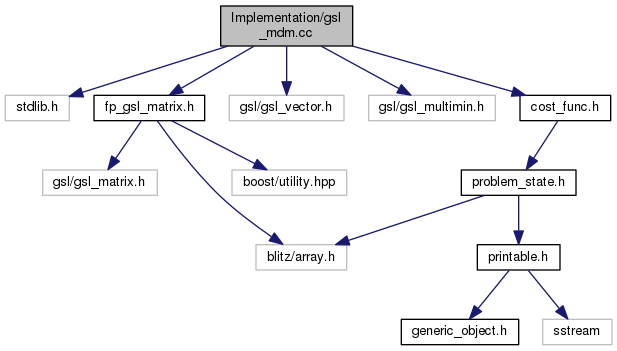 Implementation/gsl
_mdm.cc
stdlib.h
fp_gsl_matrix.h
gsl/gsl_vector.h
gsl/gsl_multimin.h
cost_func.h
gsl/gsl_matrix.h
boost/utility.hpp
problem_state.h
blitz/array.h
printable.h
generic_object.h
sstream